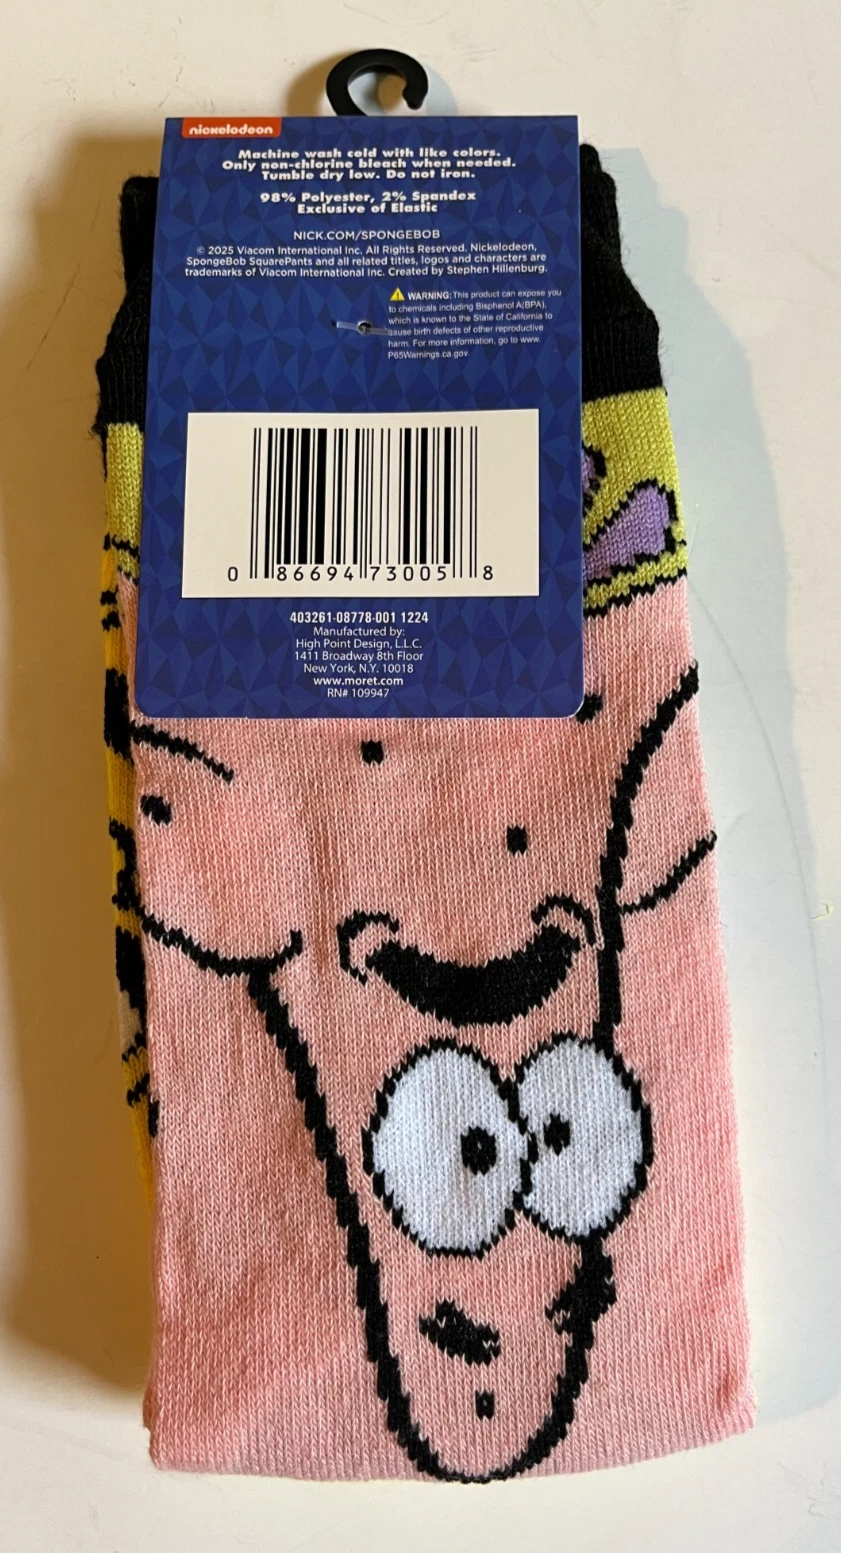 nickelodeon
Machine wash cold with like colors.
Only non-chlorine bleach when needed.
Tumble dry low. Do not iron.
98% Polyester, 2% Spandex
Exclusive of Elastic
NICK.COM/SPONGEBOB
© 2025 Viacom International Inc. All Rights Reserved. Nickelodeon,
SpongeBob SquarePants and all related titles, logos and characters are
trademarks of Viacom International Inc. Created by Stephen Hillenburg.
WARNING: This product can expose you
to chemicals including Bisphenol A(BPA),
which is known to the State of California to
cause birth defects of other reproductive
harm. For more information, go to www.
P65Warnings.ca.gov.
0 86694 73005 8
403261-08778-001 1224
Manufactured by:
High Point Design, L.L.C.
1411 Broadway 8th Floor
New York, N.Y. 10018
www.moret.com
RN# 109947